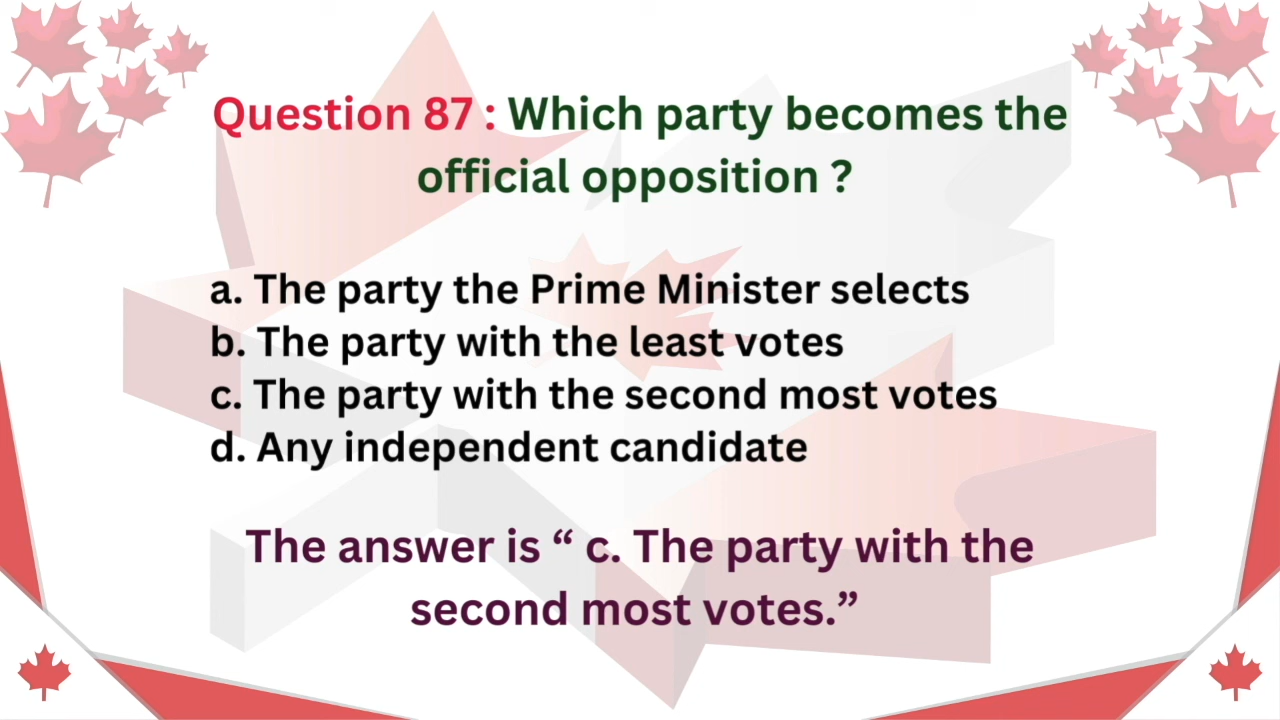 Question 87 : Which party becomes the
official opposition ?
a. The party the Prime Minister selects
b. The party with the least votes
c. The party with the second most votes
d. Any independent candidate
The answer is “ c. The party with the
second most votes.”